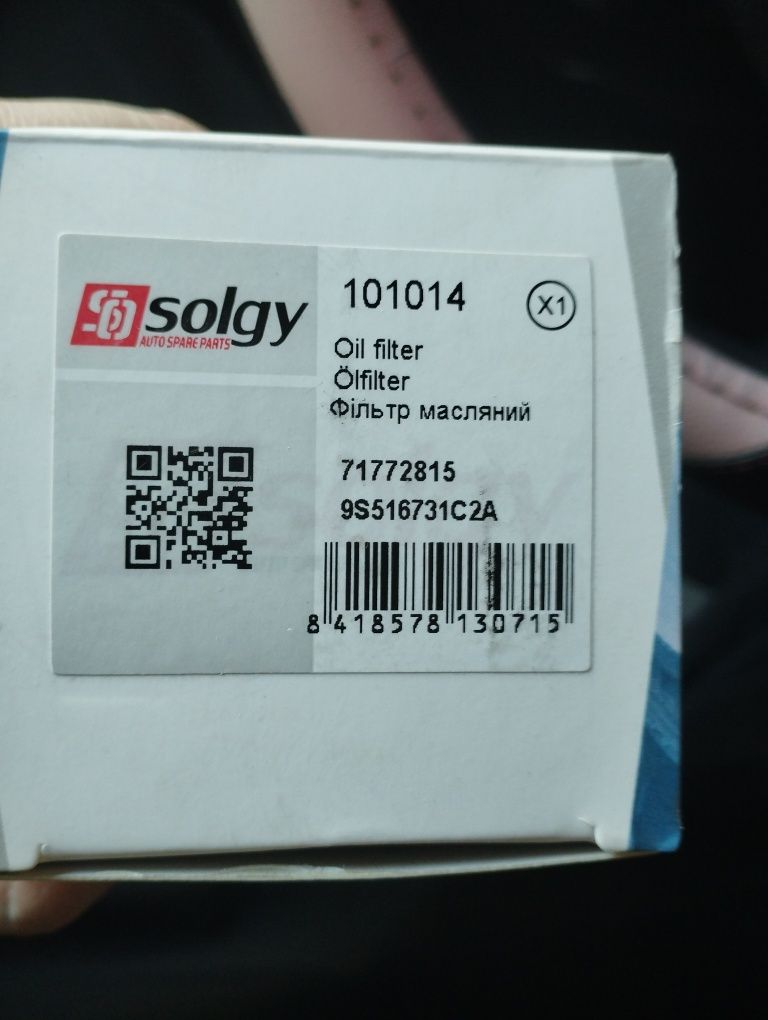 solgy
AUTO SPARE PARTS
101014
X1
Oil filter
Ölfilter
Фільтр масляний
71772815
9S516731C2A
8 418578 130715